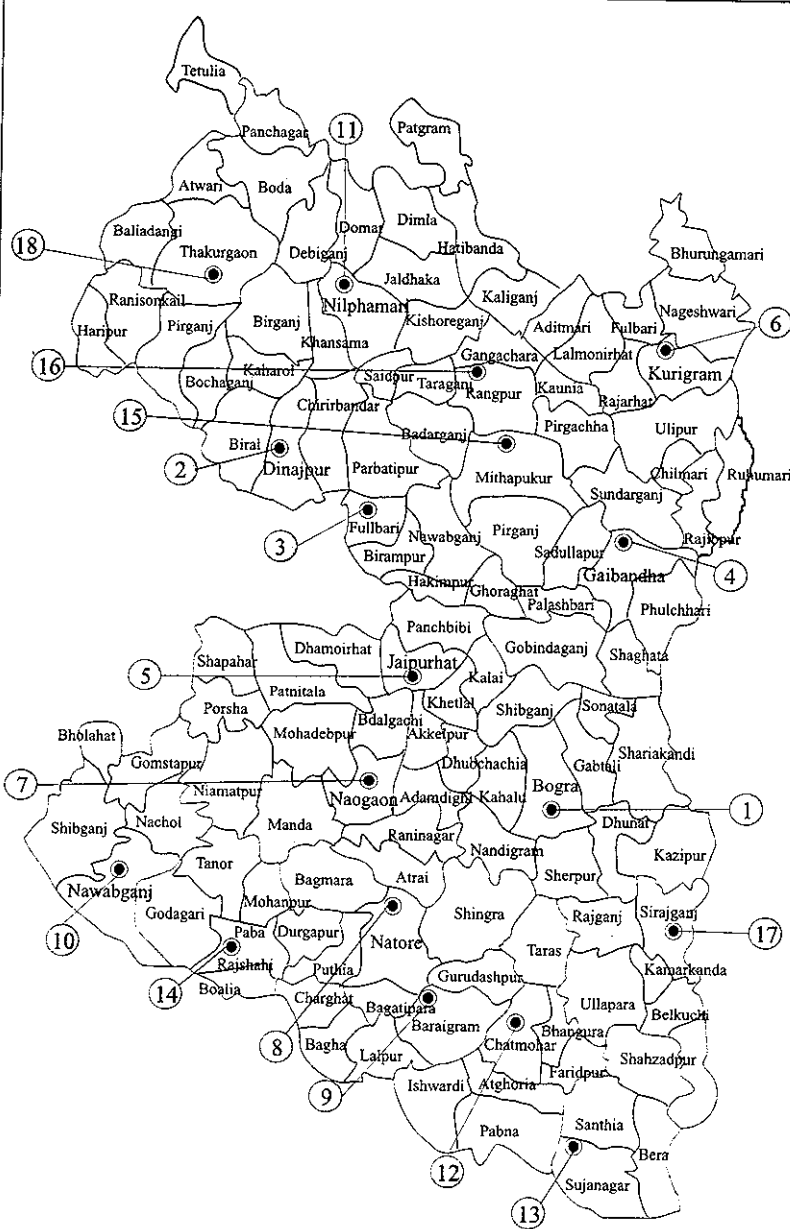 Tetulia
Panchagar
Patgram
11
Atwari
Boda
Baliadangi
Domar
Dimla
18
Thakurgaon
Debiganj
Hatibanda
Bhurungamari
Jaldhaka
Ranisonkail
Nilphamari
Kaliganj
Nageshwari
Haripur
Pirganj
Birganj
Kishoreganj
Aditmari
Fulbari
6
Khansama
Gangachara
Lalmonirhat
Kurigram
16
Kaharol
Saidpur
Taraganj
Rangpur
Kaunia
Bochaganj
Rajarhat
15
Chirirbandar
Badarganj
Pirgachha
Ulipur
Biral
2
Dinajpur
Parbatipur
Mithapukur
Chilmari
Ruhumari
Sundarganj
3
Fullbari
Nawabganj
Pirganj
Rajibpur
Birampur
Sadullapur
4
Hakimpur
Ghoraghat
Gaibandha
Palashbari
Phulchhari
Panchbibi
Dhamoirhat
Gobindaganj
Shapahar
Jaipurhat
Shaghata
5
Kalai
Patnitala
Porsha
Khetlal
Shibganj
Sonatala
Bdalgachi
Bholahat
Mohadebpur
Akkelpur
Shariakandi
Gomstapur
Dhubchachia
Gabtali
7
Niamatpur
Naogaon
Adamdighi
Kahalu
Bogra
1
Shibganj
Nachol
Manda
Dhunat
Raninagar
Nandigram
Kazipur
Tanor
Atrai
Sherpur
Nawabganj
Bagmara
Mohanpur
Shingra
Rajganj
Sirajganj
10
Godagari
Paba
Durgapur
Natore
17
Taras
14
Rajshahi
Puthia
Gurudashpur
Kamarkanda
Boalia
Charghat
Ullapara
Bagatipara
Belkuchi
8
Baraigram
Bhangura
Bagha
Lalpur
Chatmohar
Shahzadpur
9
Faridpur
Ishwardi
Atghoria
Santhia
Pabna
12
Bera
13
Sujanagar